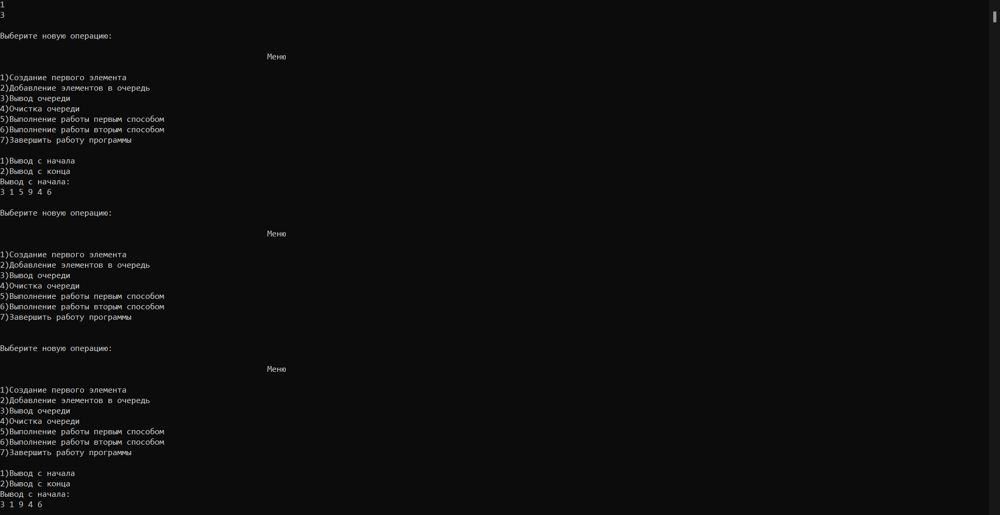 1
3
Выберите новую операцию:
Меню
1)Создание первого элемента
2)Добавление элементов в очередь
3)Вывод очереди
4)Очистка очереди
5)Выполнение работы первым способом
6)Выполнение работы вторым способом
7)Завершить работу программы
1)Вывод с начала
2)Вывод с конца
Вывод с начала:
3 1 5 9 4 6
Выберите новую операцию:
Меню
1)Создание первого элемента
2)Добавление элементов в очередь
3)Вывод очереди
4)Очистка очереди
5)Выполнение работы первым способом
6)Выполнение работы вторым способом
7)Завершить работу программы
Выберите новую операцию:
Меню
1)Создание первого элемента
2)Добавление элементов в очередь
3)Вывод очереди
4)Очистка очереди
5)Выполнение работы первым способом
6)Выполнение работы вторым способом
7)Завершить работу программы
1)Вывод с начала
2)Вывод с конца
Вывод с начала:
3 1 9 4 6